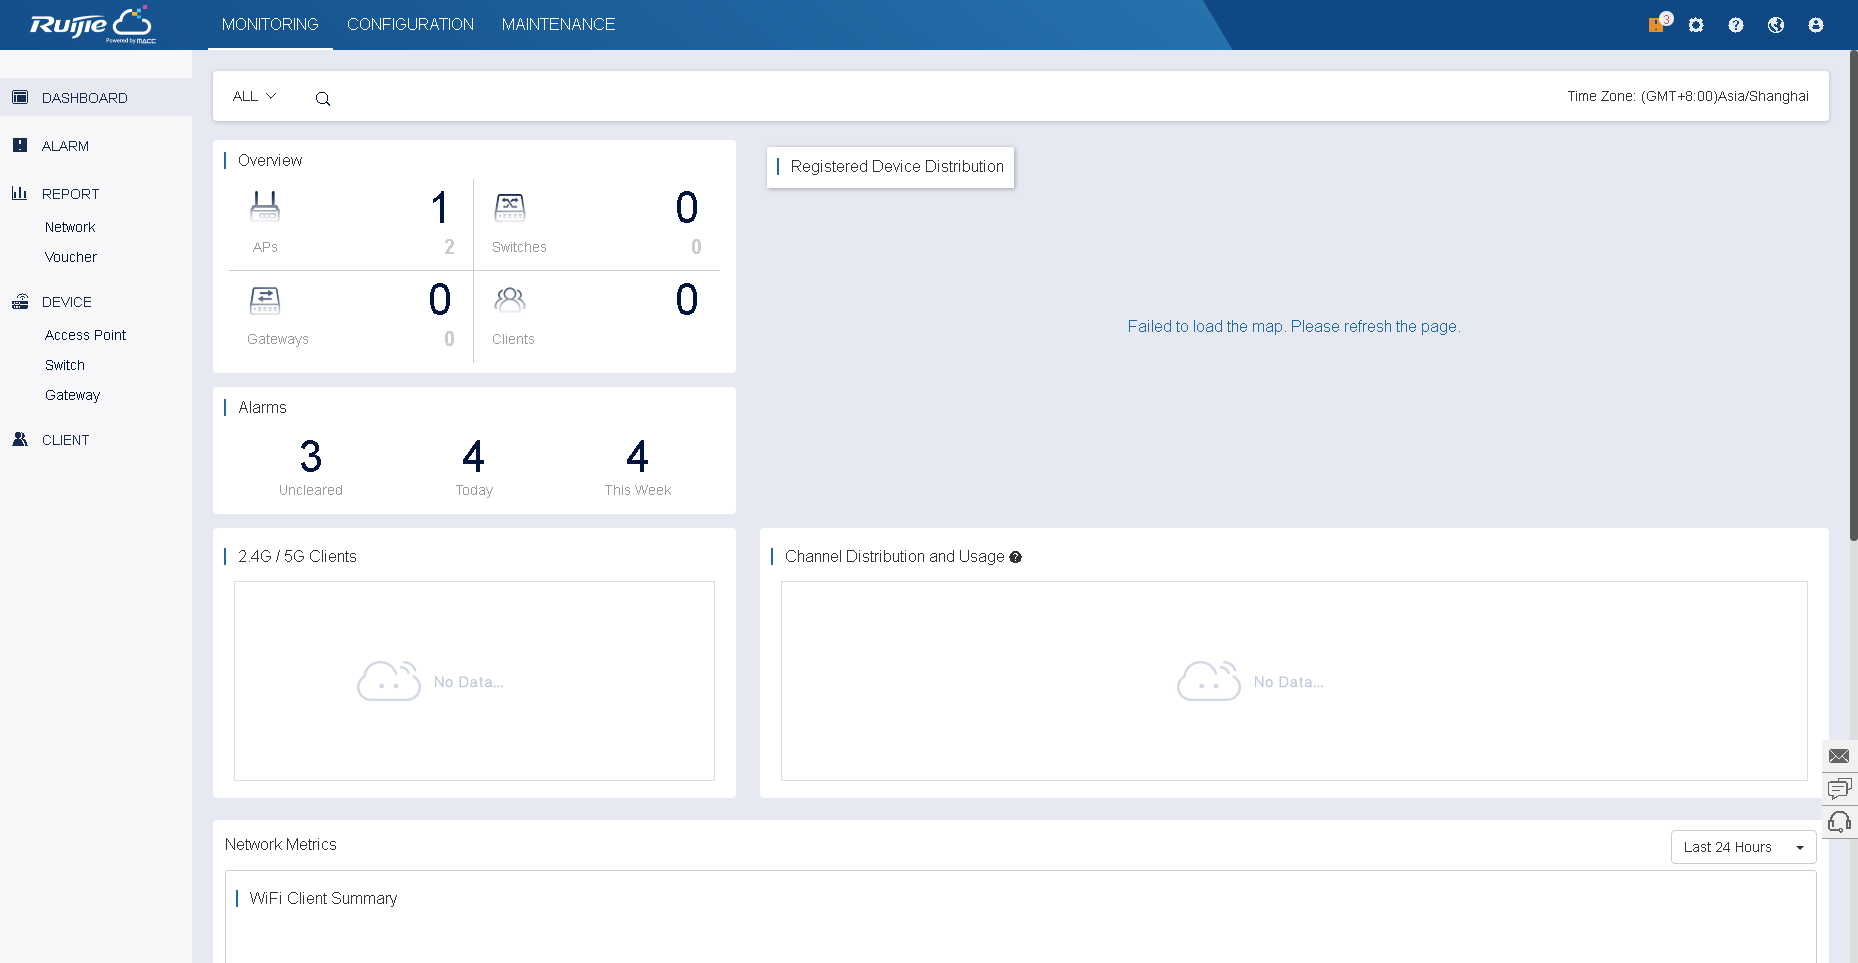 Ruijie
Powered by MACC
MONITORING CONFIGURATION MAINTENANCE
3
DASHBOARD
ALARM
REPORT
Network
Voucher
DEVICE
Access Point
Switch
Gateway
CLIENT
ALL
Time Zone: (GMT+8:00)Asia/Shanghai
Overview
1
APs 2
0
Switches 0
0
Gateways 0
0
Clients
Registered Device Distribution
Failed to load the map. Please refresh the page.
Alarms
3 4 4
Uncleared Today This Week
2.4G / 5G Clients
No Data...
Channel Distribution and Usage
No Data...
Network Metrics
Last 24 Hours
WiFi Client Summary